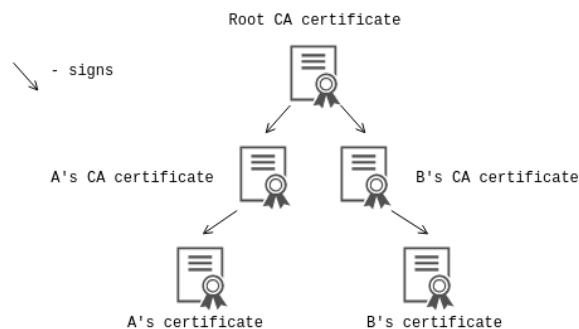 Root CA certificate
- signs
A's CA certificate
B's CA certificate
A's certificate
B's certificate